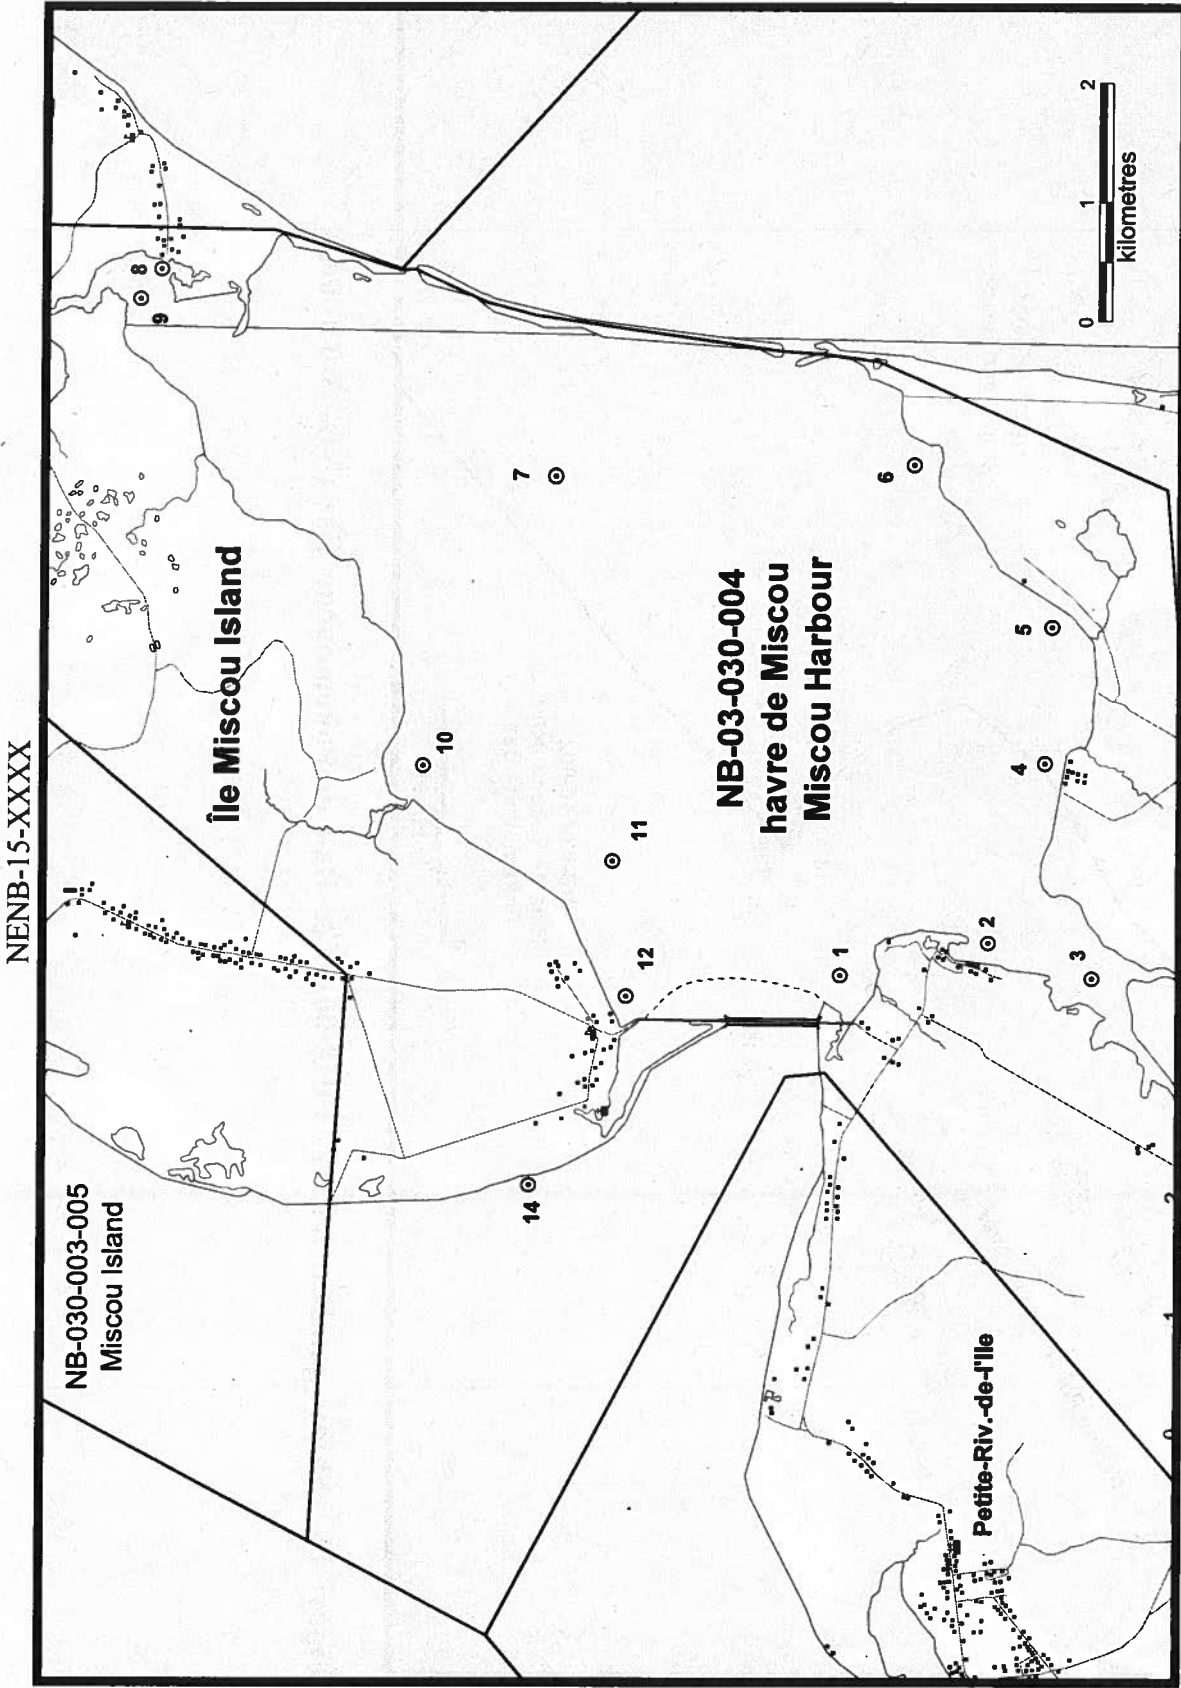 NENB-15-XXXX
NB-030-003-005
Miscou Island
Île Miscou Island
NB-03-030-004
havre de Miscou
Miscou Harbour
Petite-Riv.-de-l'Ile
8
9
7
6
5
4
10
11
12
1
2
3
14
0
1
2
kilometres
2
1